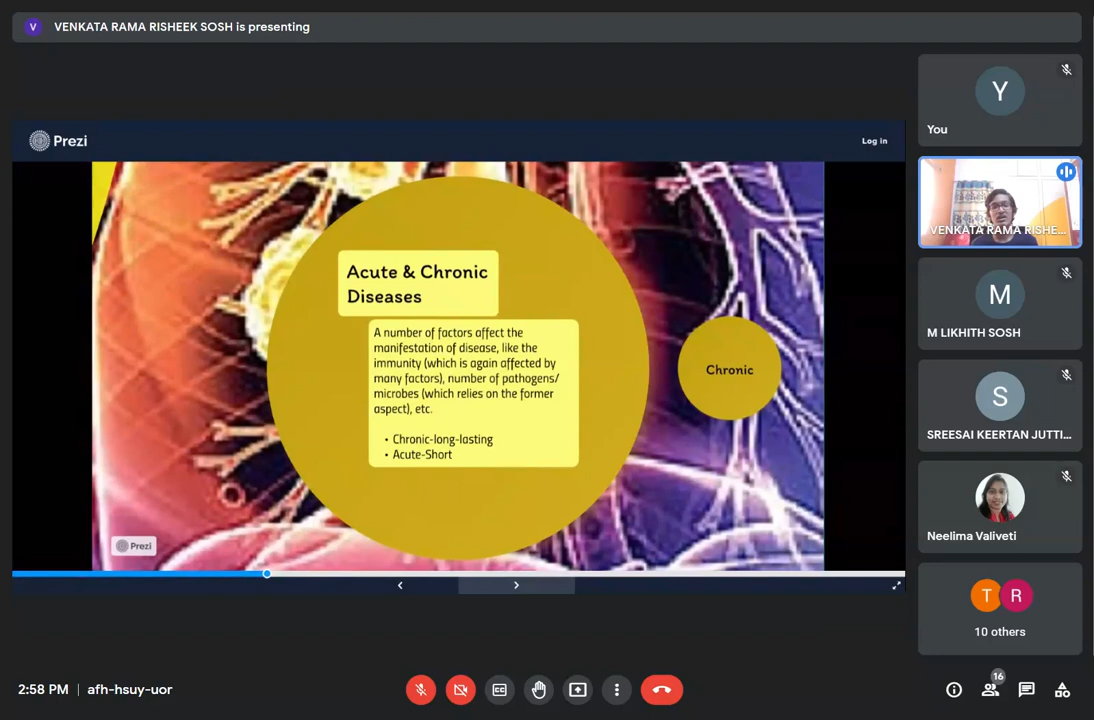 V VENKATA RAMA RISHEEK SOSH is presenting
Prezi
Log in
Acute & Chronic
Diseases
A number of factors affect the
manifestation of disease, like the
immunity (which is again affected by
many factors), number of pathogens/
microbes (which relies on the former
aspect), etc.
• Chronic-long-lasting
• Acute-Short
Chronic
Prezi
Y
You
VENKATA RAMA RISHE...
M
M LIKHITH SOSH
S
SREESAI KEERTAN JUTTI...
Neelima Valiveti
T R
10 others
2:58 PM | afh-hsuy-uor
CC
16